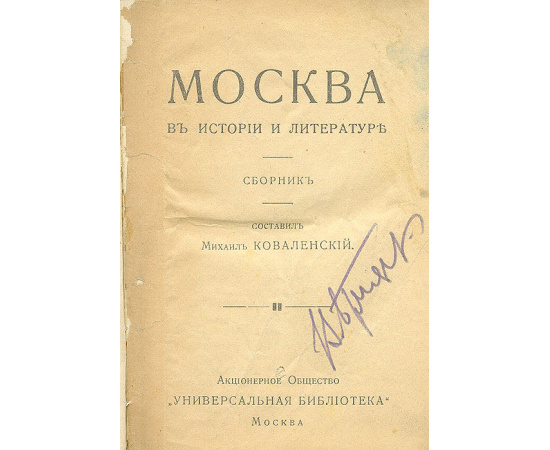 МОСКВА
ВЪ ИСТОРІИ И ЛИТЕРАТУРѢ
СБОРНИКЪ
СОСТАВИЛЪ
МИХАИЛЪ КОВАЛЕНСКІЙ.
АКЦІОНЕРНОЕ ОБЩЕСТВО
„УНИВЕРСАЛЬНАЯ БИБЛІОТЕКА“
МОСКВА